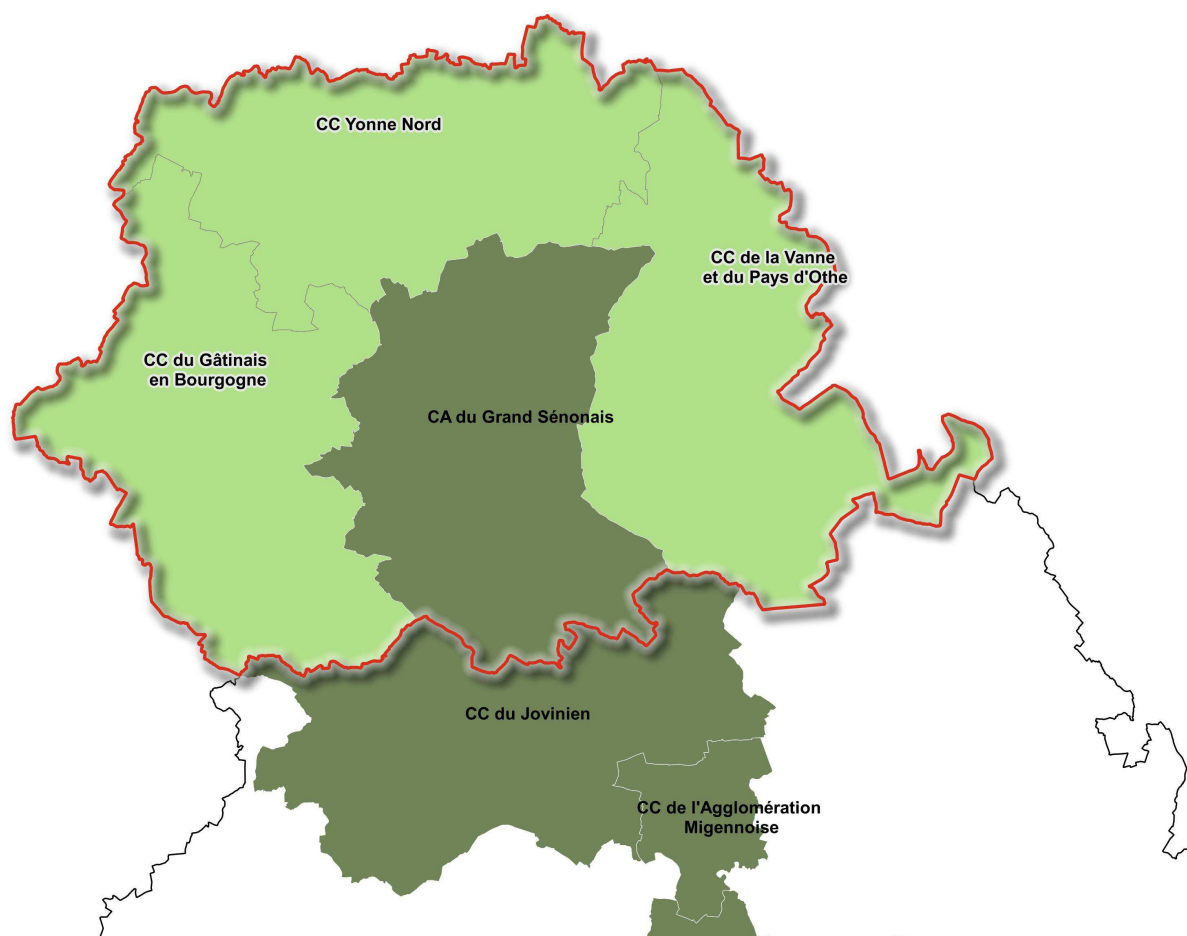 CC Yonne Nord
CC de la Vanne
et du Pays d'Othe
CC du Gâtinais
en Bourgogne
CA du Grand Sénonais
CC du Jovinien
CC de l'Agglomération
Migennoise